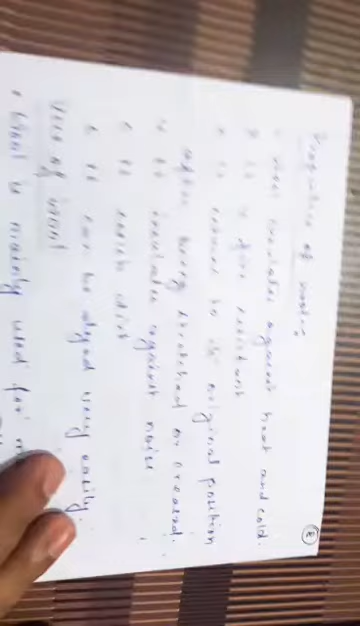 Properties of wool:
• Wool insulates against heat and cold.
• It is fire resistant
• It returns to its original position
after being stretched or creased.
• It insulates against noise.
• It resists dirt
• It can be dyed very easily.
Uses of wool
• Wool is mainly used for